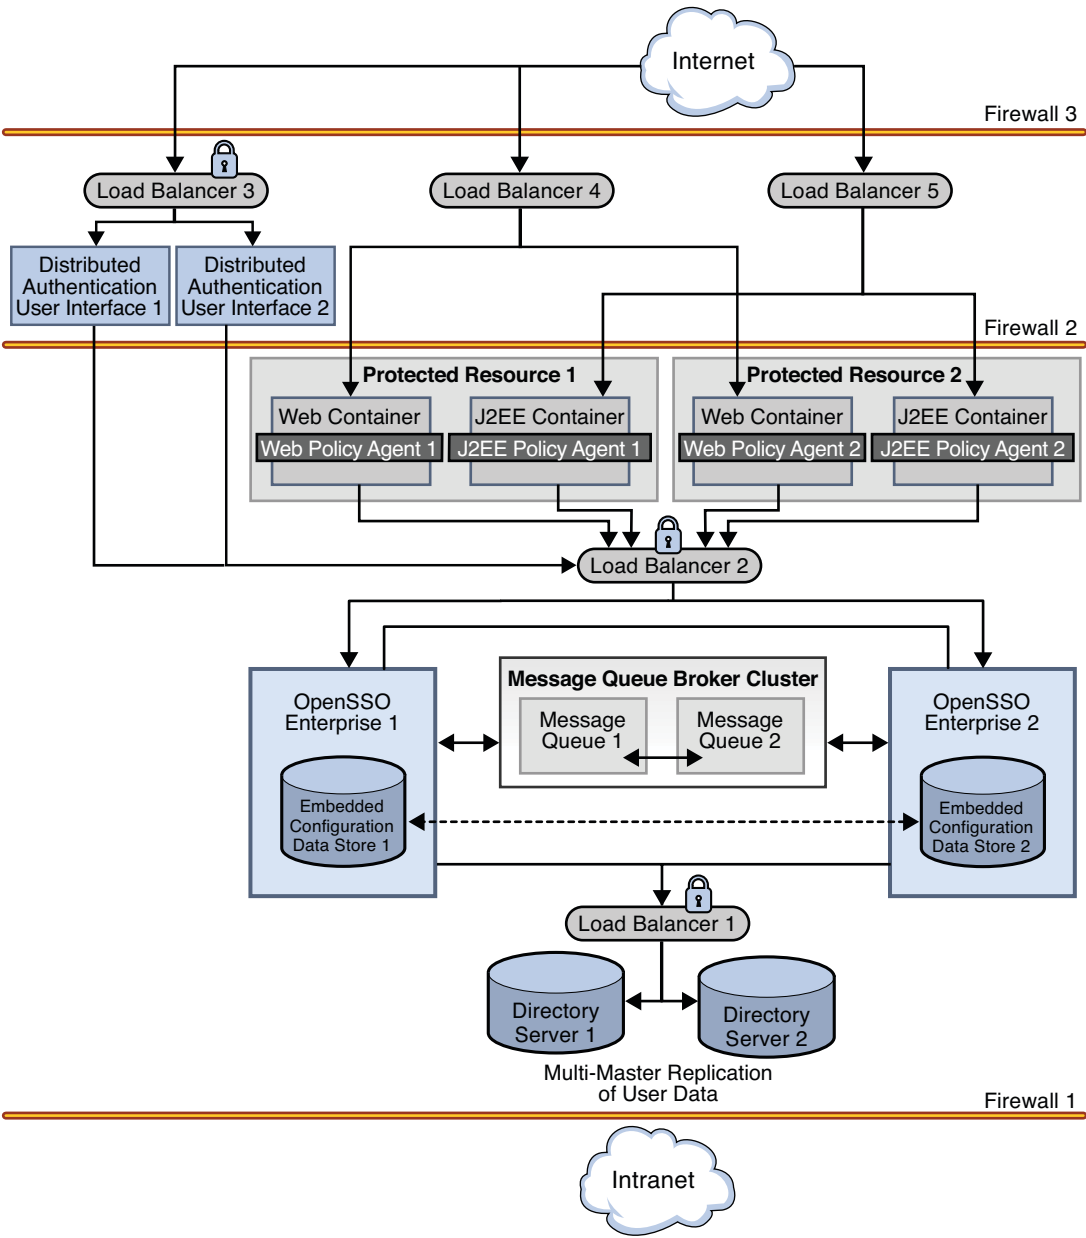 Internet
Firewall 3
Load Balancer 3
Load Balancer 4
Load Balancer 5
Distributed
Authentication
User Interface 1
Distributed
Authentication
User Interface 2
Firewall 2
Protected Resource 1
Web Container
Web Policy Agent 1
J2EE Container
J2EE Policy Agent 1
Protected Resource 2
Web Container
Web Policy Agent 2
J2EE Container
J2EE Policy Agent 2
Load Balancer 2
OpenSSO
Enterprise 1
Embedded
Configuration
Data Store 1
Message Queue Broker Cluster
Message
Queue 1
Message
Queue 2
OpenSSO
Enterprise 2
Embedded
Configuration
Data Store 2
Load Balancer 1
Directory
Server 1
Directory
Server 2
Multi-Master Replication
of User Data
Firewall 1
Intranet